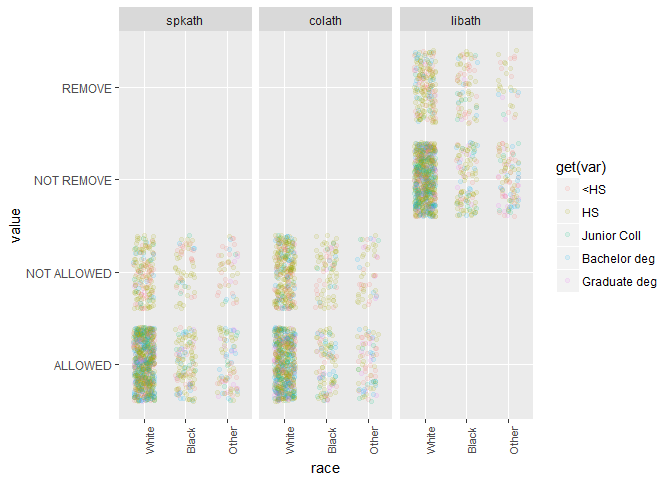 spkath colath libath
REMOVE
NOT REMOVE
NOT ALLOWED
ALLOWED
value
White Black Other White Black Other White Black Other
race
get(var)
<HS
HS
Junior Coll
Bachelor deg
Graduate deg